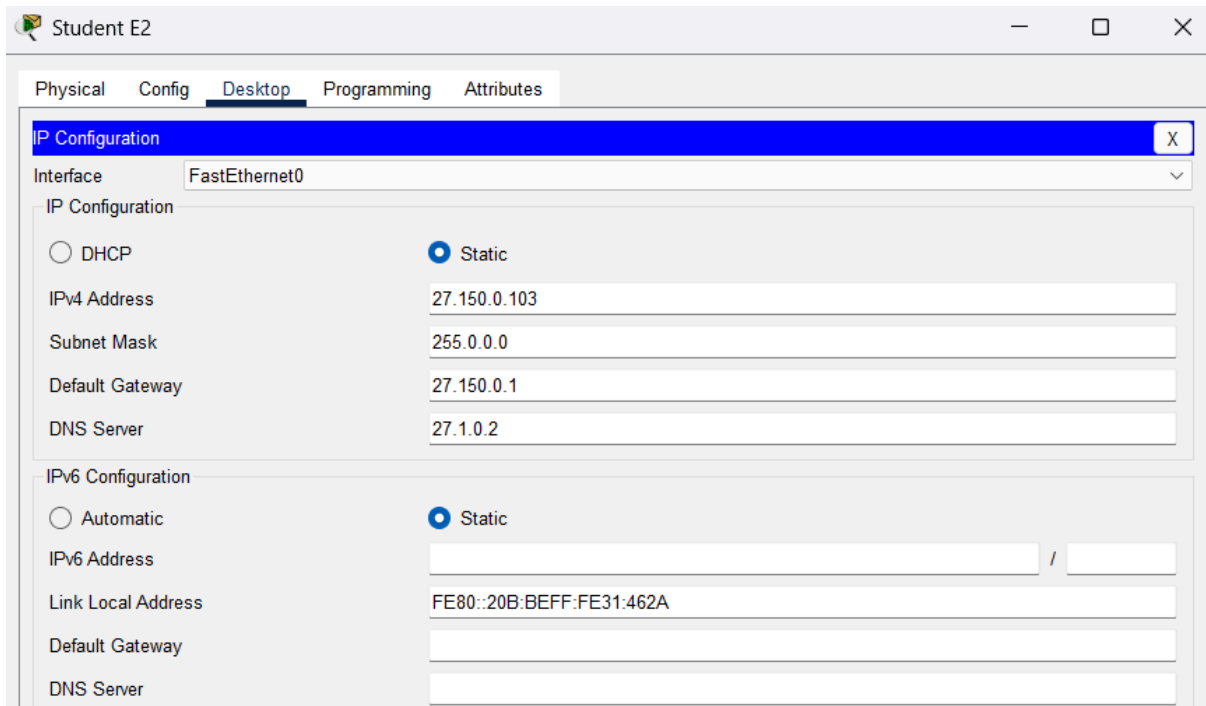 Student E2
Physical Config Desktop Programming Attributes
IP Configuration X
Interface FastEthernet0
IP Configuration
DHCP Static
IPv4 Address 27.150.0.103
Subnet Mask 255.0.0.0
Default Gateway 27.150.0.1
DNS Server 27.1.0.2
IPv6 Configuration
Automatic Static
IPv6 Address /
Link Local Address FE80::20B:BEFF:FE31:462A
Default Gateway
DNS Server